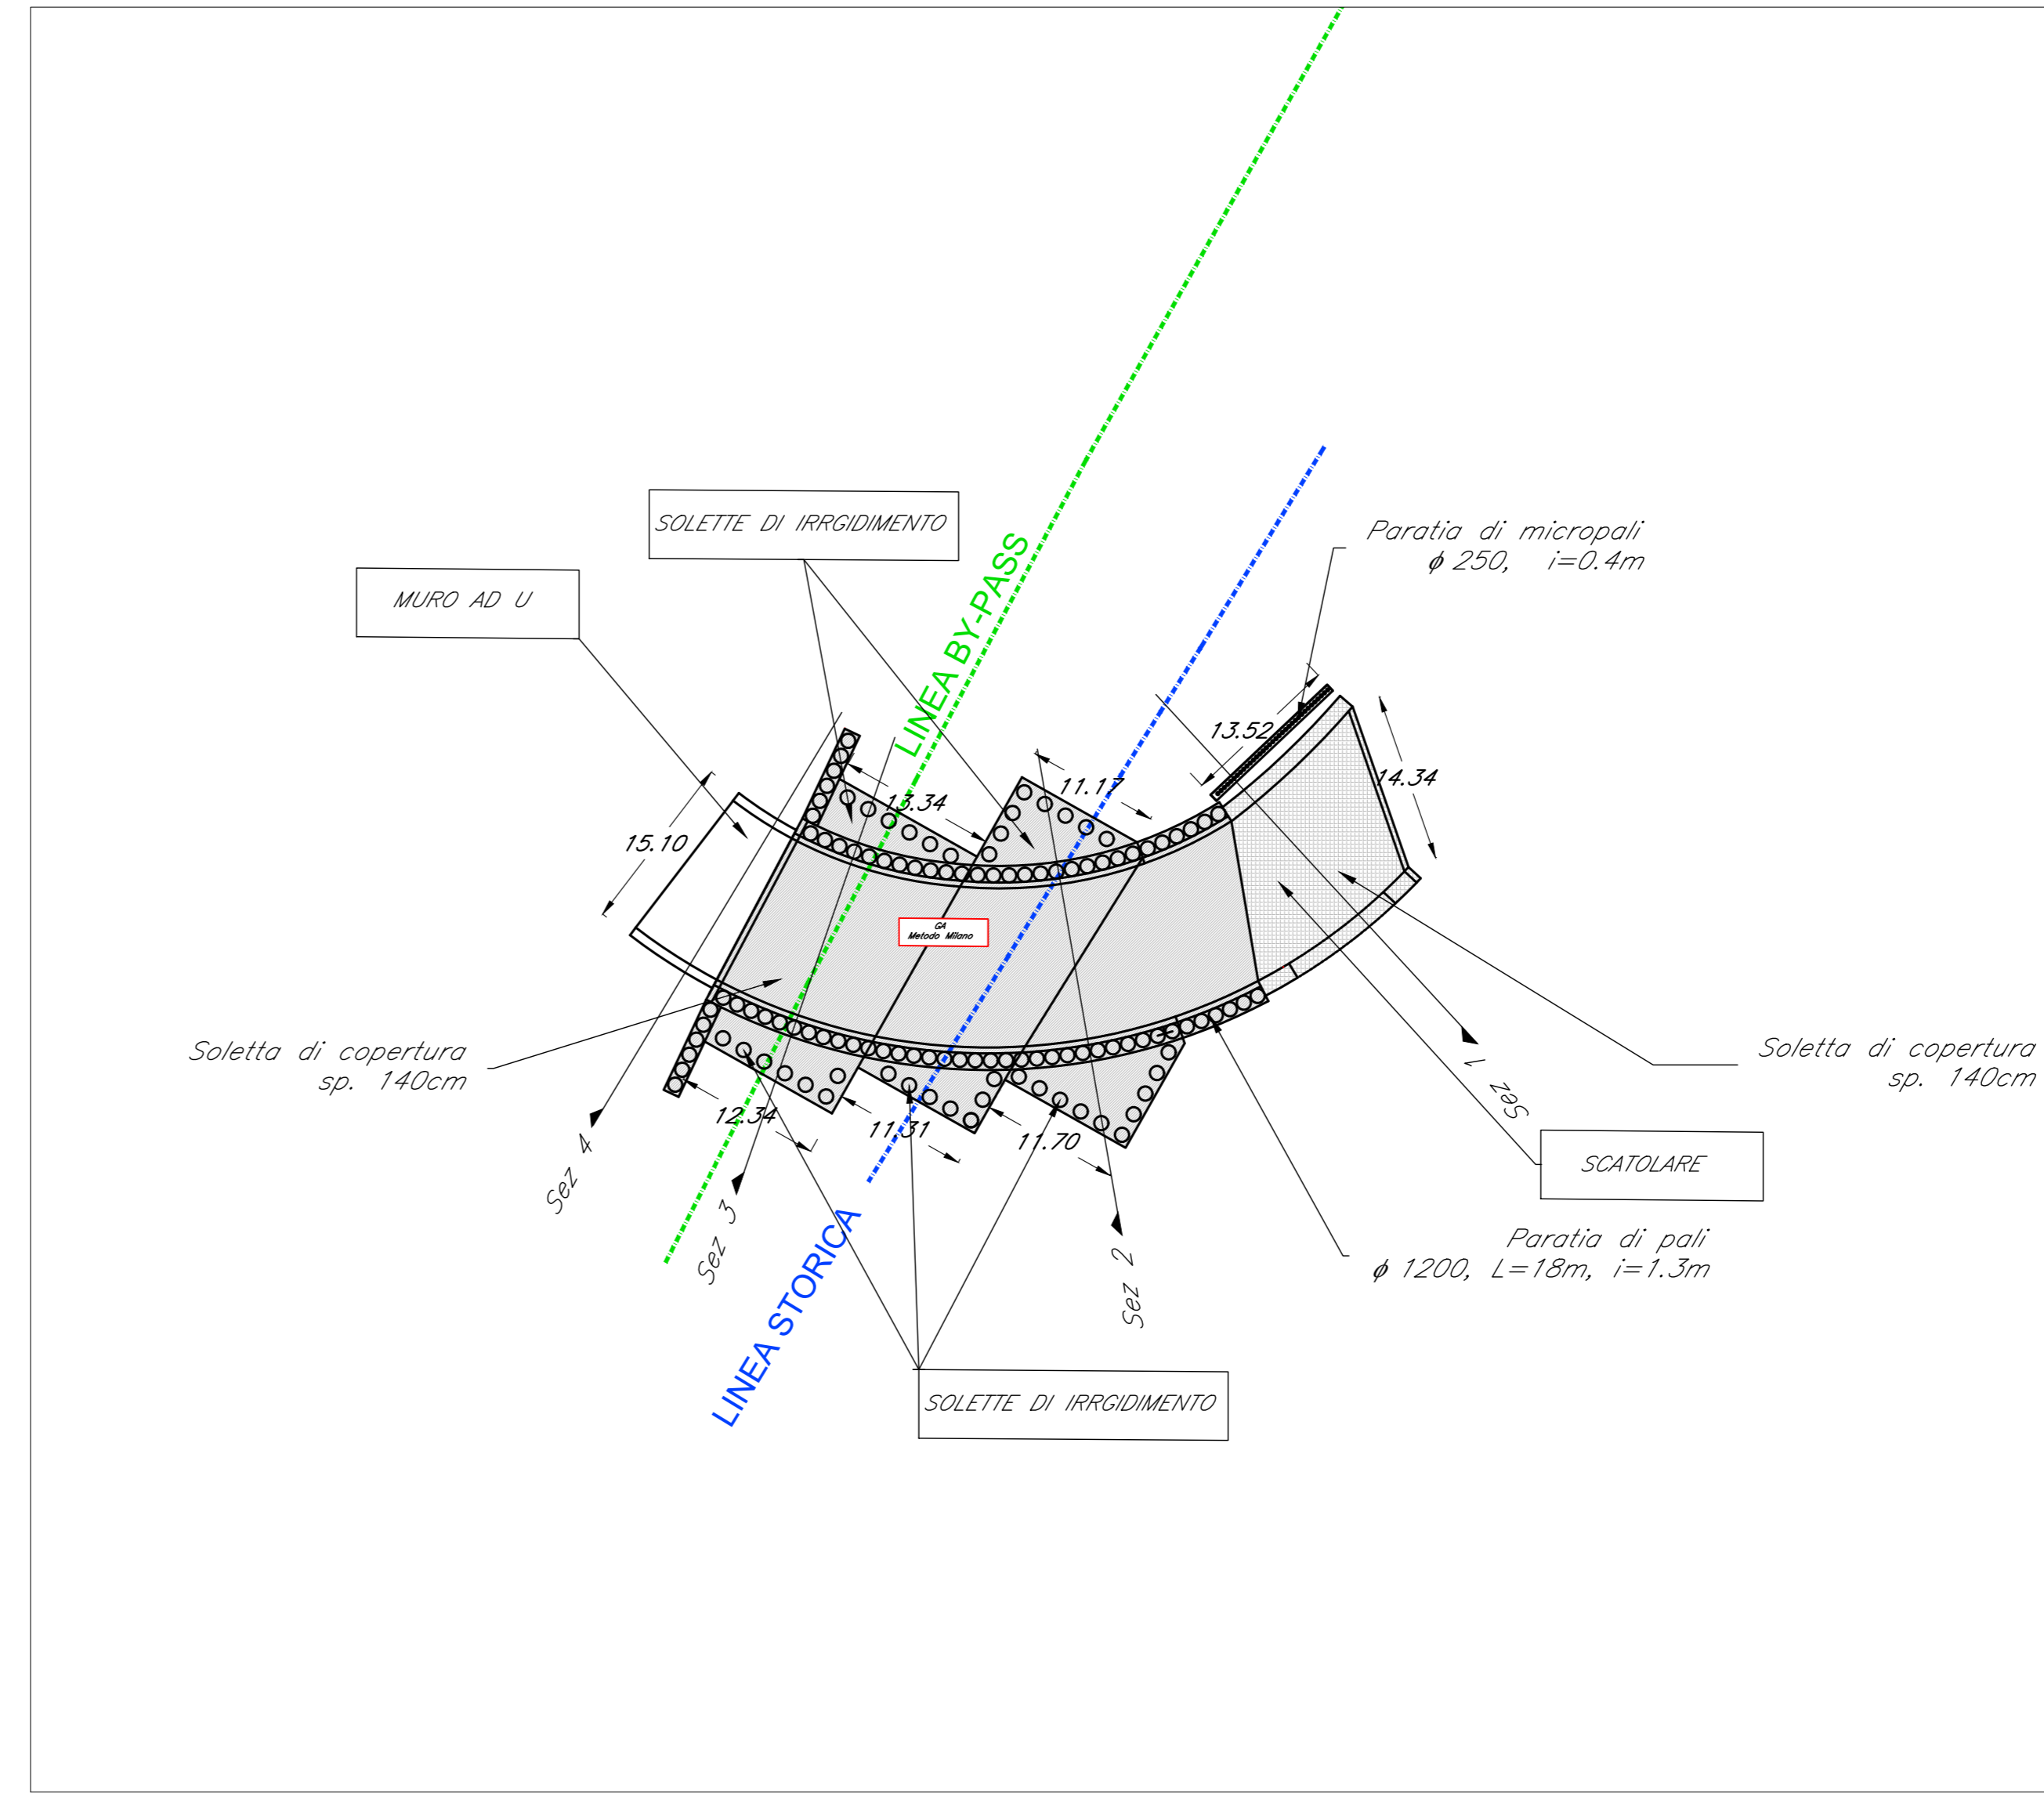 SOLETTE DI IRRGIDIMENTO
Paratia di micropali
ϕ 250, i=0.4m
LINEA BY-PASS
MURO AD U
13.52
14.34
11.17
13.34
15.10
GA
Metodo Milano
Soletta di copertura
sp. 140cm
Soletta di copertura
sp. 140cm
Sez 1
12.34
11.31
11.70
Sez 4
SCATOLARE
Sez 3
Sez 2
Paratia di pali
ϕ 1200, L=18m, i=1.3m
LINEA STORICA
SOLETTE DI IRRGIDIMENTO